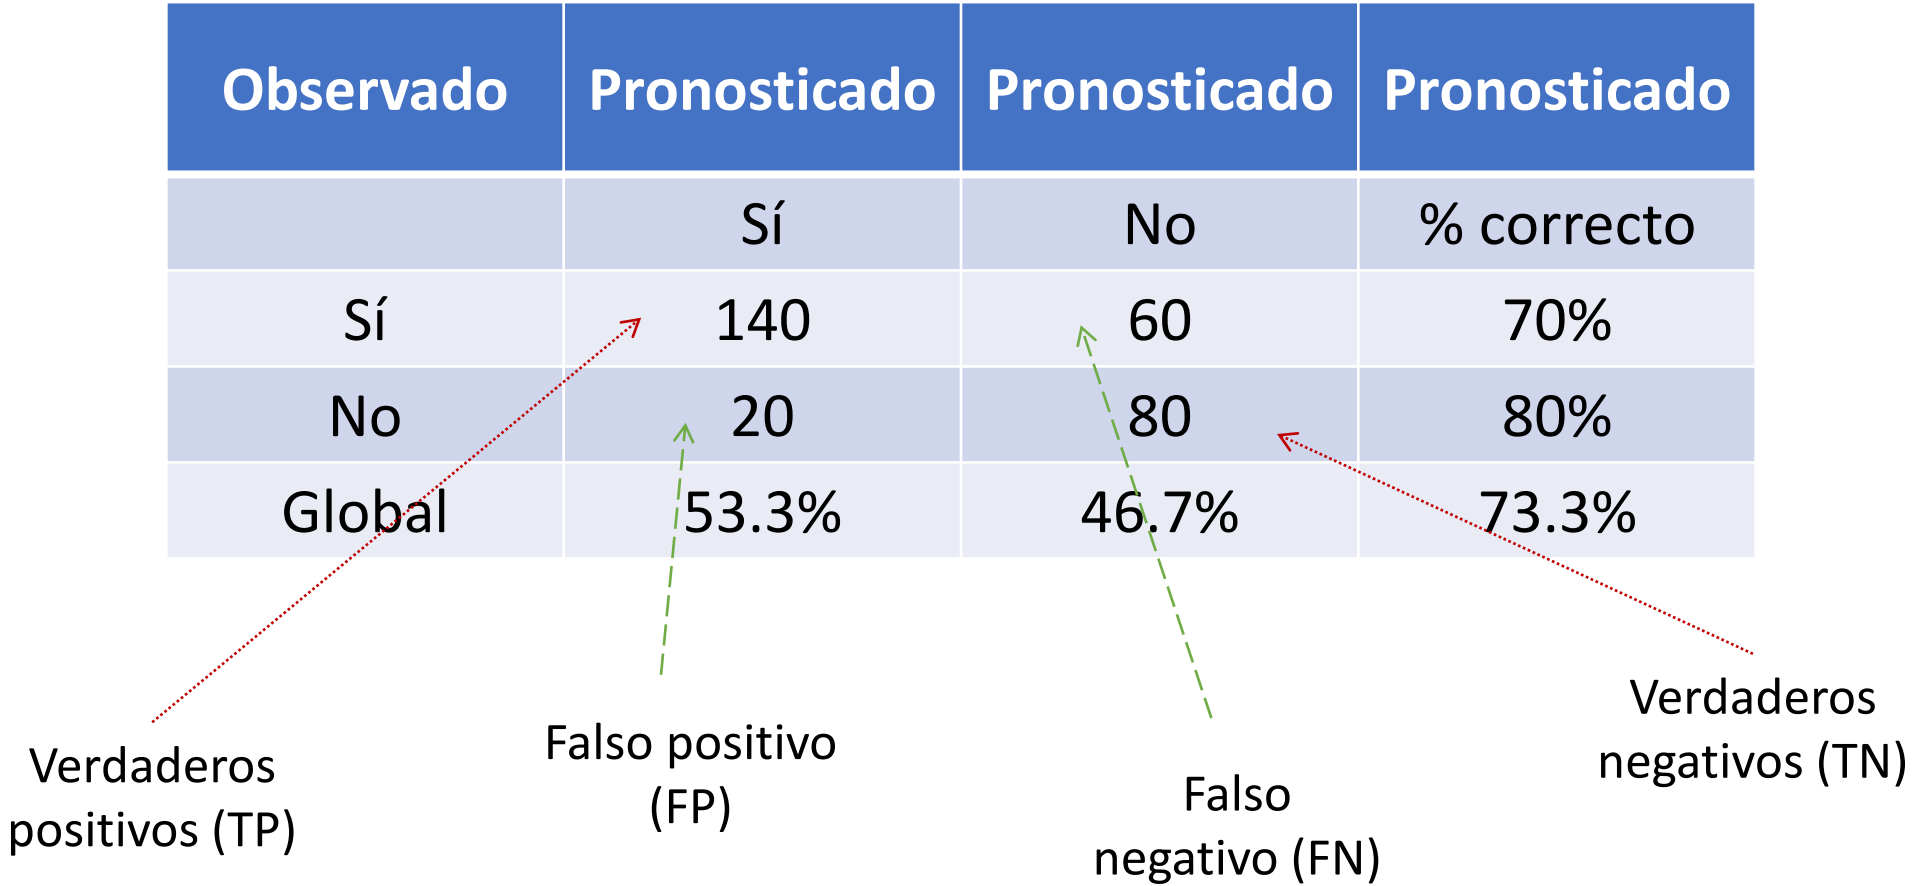 Observado Pronosticado Pronosticado Pronosticado
Sí No % correcto
Sí 140 60 70%
No 20 80 80%
Global 53.3% 46.7% 73.3%
Verdaderos
positivos (TP)
Falso positivo
(FP)
Falso
negativo (FN)
Verdaderos
negativos (TN)